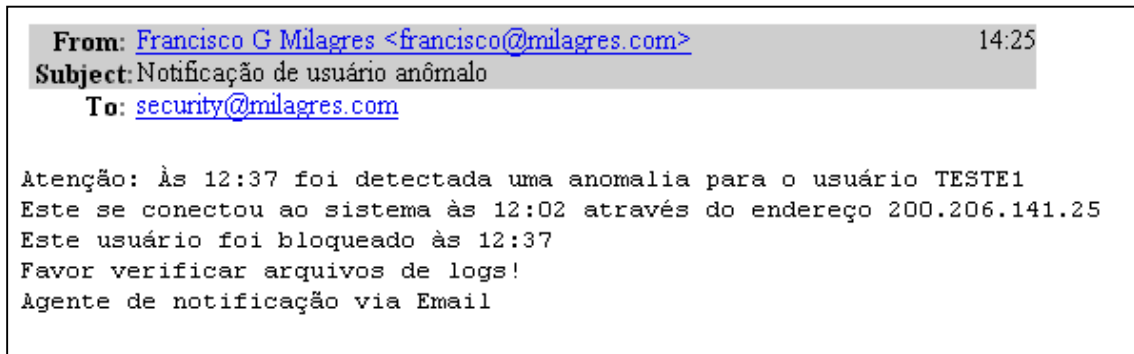 From: Francisco G Milagres <francisco@milagres.com> 14:25
Subject: Notificação de usuário anômalo
To: security@milagres.com
Atenção: Às 12:37 foi detectada uma anomalia para o usuário TESTE1
Este se conectou ao sistema às 12:02 através do endereço 200.206.141.25
Este usuário foi bloqueado às 12:37
Favor verificar arquivos de logs!
Agente de notificação via Email